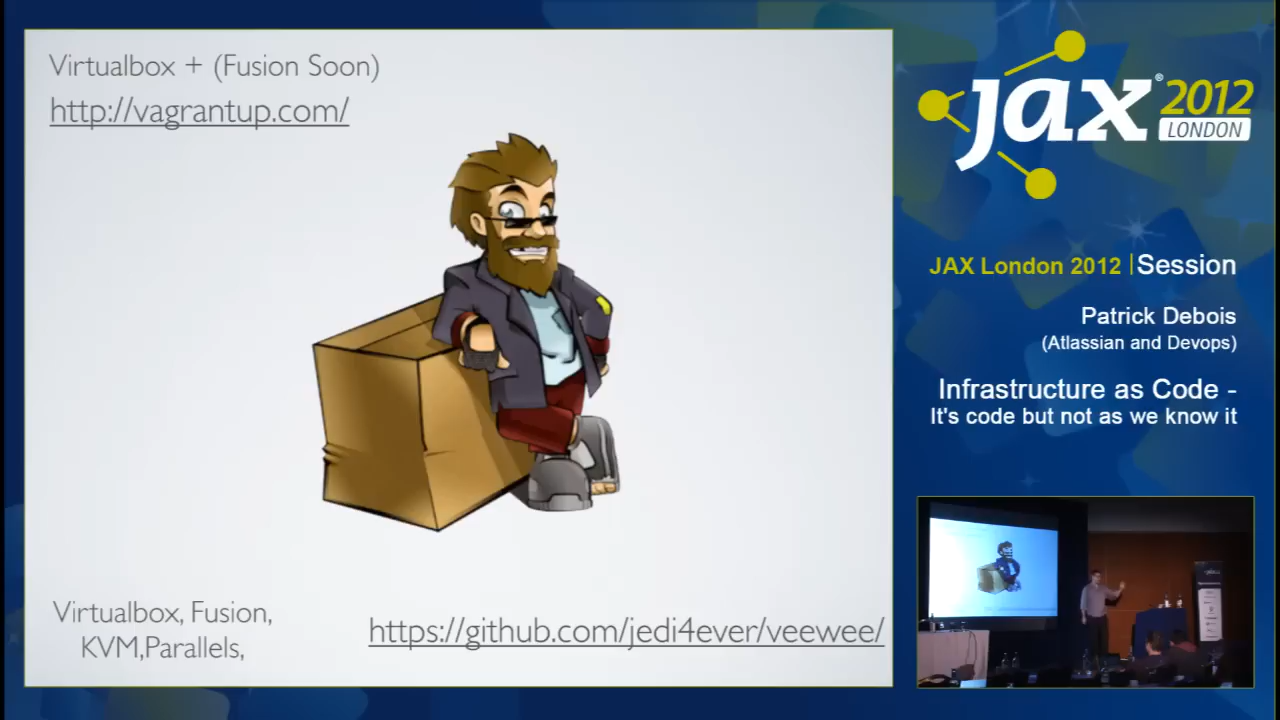 Virtualbox + (Fusion Soon)
http://vagrantup.com/
Virtualbox, Fusion,
KVM,Parallels,
https://github.com/jedi4ever/veewee/
jax® 2012
LONDON
JAX London 2012 | Session
Patrick Debois
(Atlassian and Devops)
Infrastructure as Code -
It's code but not as we know it